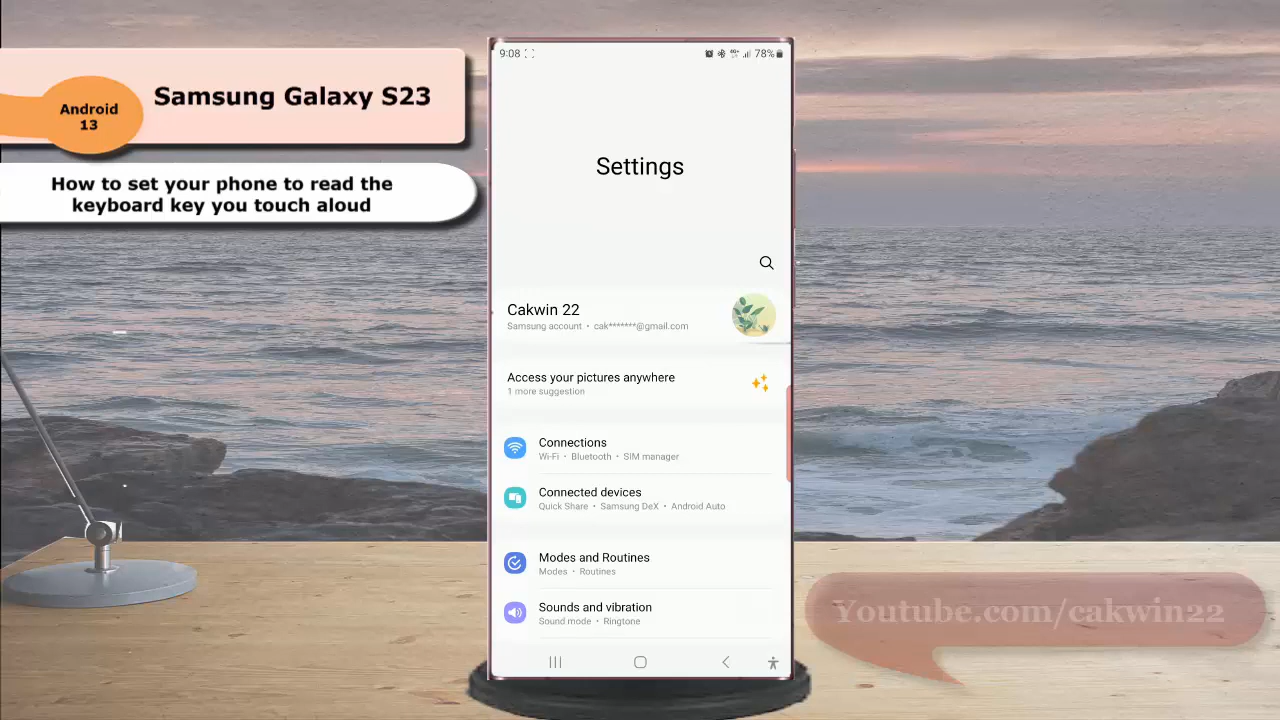 Android
13
Samsung Galaxy S23
How to set your phone to read the
keyboard key you touch aloud
9:08
78%
Settings
Cakwin 22
Samsung account • cak*******@gmail.com
Access your pictures anywhere
1 more suggestion
Connections
Wi-Fi • Bluetooth • SIM manager
Connected devices
Quick Share • Samsung DeX • Android Auto
Modes and Routines
Modes • Routines
Sounds and vibration
Sound mode • Ringtone
Youtube.com/cakwin22